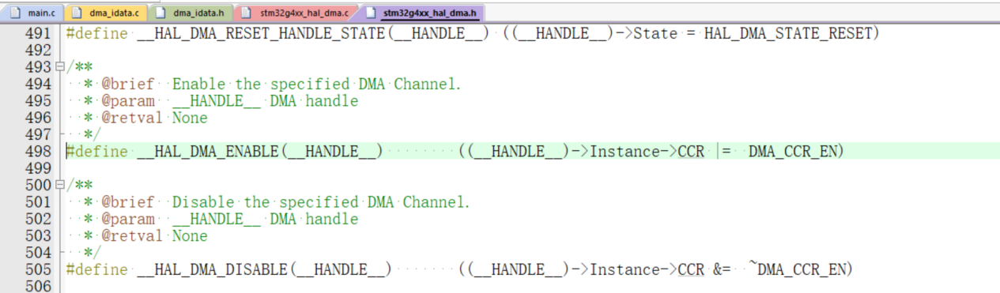 main.c dma_idata.c dma_idata.h stm32g4xx_hal_dma.c stm32g4xx_hal_dma.h
491 #define __HAL_DMA_RESET_HANDLE_STATE(__HANDLE__) ((__HANDLE__)->State = HAL_DMA_STATE_RESET)
492
493 /**
494 * @brief Enable the specified DMA Channel.
495 * @param __HANDLE__ DMA handle
496 * @retval None
497 */
498 #define __HAL_DMA_ENABLE(__HANDLE__) ((__HANDLE__)->Instance->CCR |= DMA_CCR_EN)
499
500 /**
501 * @brief Disable the specified DMA Channel.
502 * @param __HANDLE__ DMA handle
503 * @retval None
504 */
505 #define __HAL_DMA_DISABLE(__HANDLE__) ((__HANDLE__)->Instance->CCR &= ~DMA_CCR_EN)
506